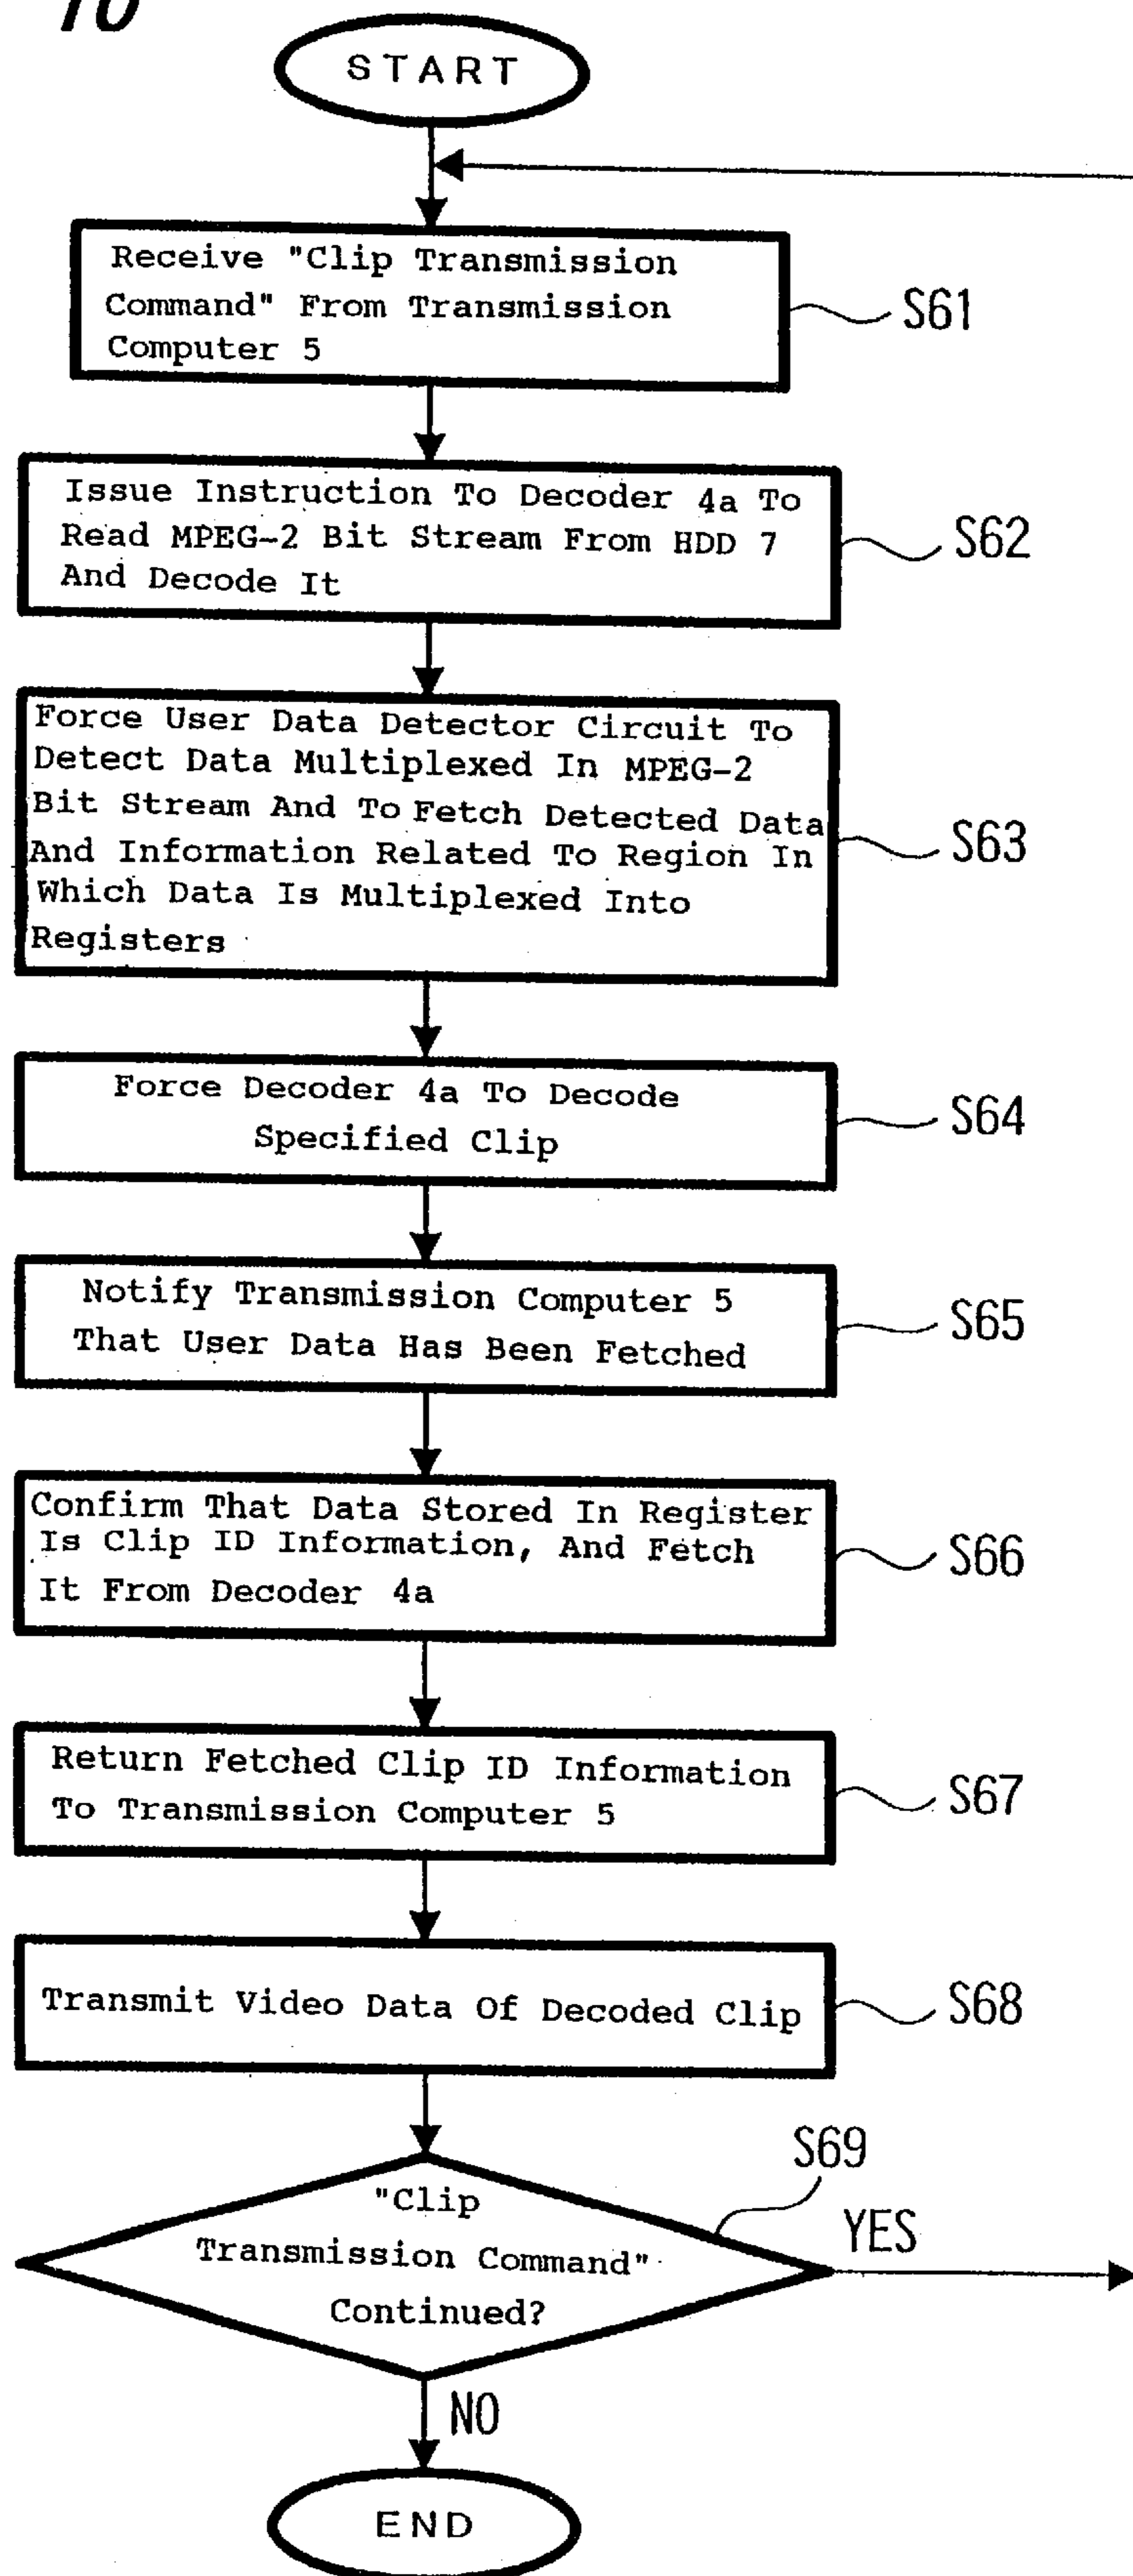 10
START
Receive "Clip Transmission
Command" From Transmission
Computer 5
S61
Issue Instruction To Decoder 4a To
Read MPEG-2 Bit Stream From HDD 7
And Decode It
S62
Force User Data Detector Circuit To
Detect Data Multiplexed In MPEG-2
Bit Stream And To Fetch Detected Data
And Information Related To Region In
Which Data Is Multiplexed Into
Registers
S63
Force Decoder 4a To Decode
Specified Clip
S64
Notify Transmission Computer 5
That User Data Has Been Fetched
S65
Confirm That Data Stored In Register
Is Clip ID Information, And Fetch
It From Decoder 4a
S66
Return Fetched Clip ID Information
To Transmission Computer 5
S67
Transmit Video Data Of Decoded Clip
S68
S69
"Clip
Transmission Command"
Continued?
YES
NO
END